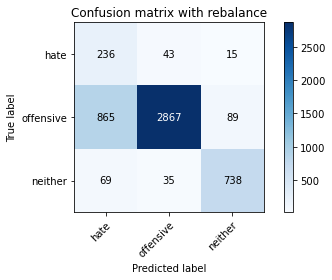 Confusion matrix with rebalance
True label
hate 236 43 15
offensive 865 2867 89
neither 69 35 738
hate offensive neither
Predicted label
2500
2000
1500
1000
500